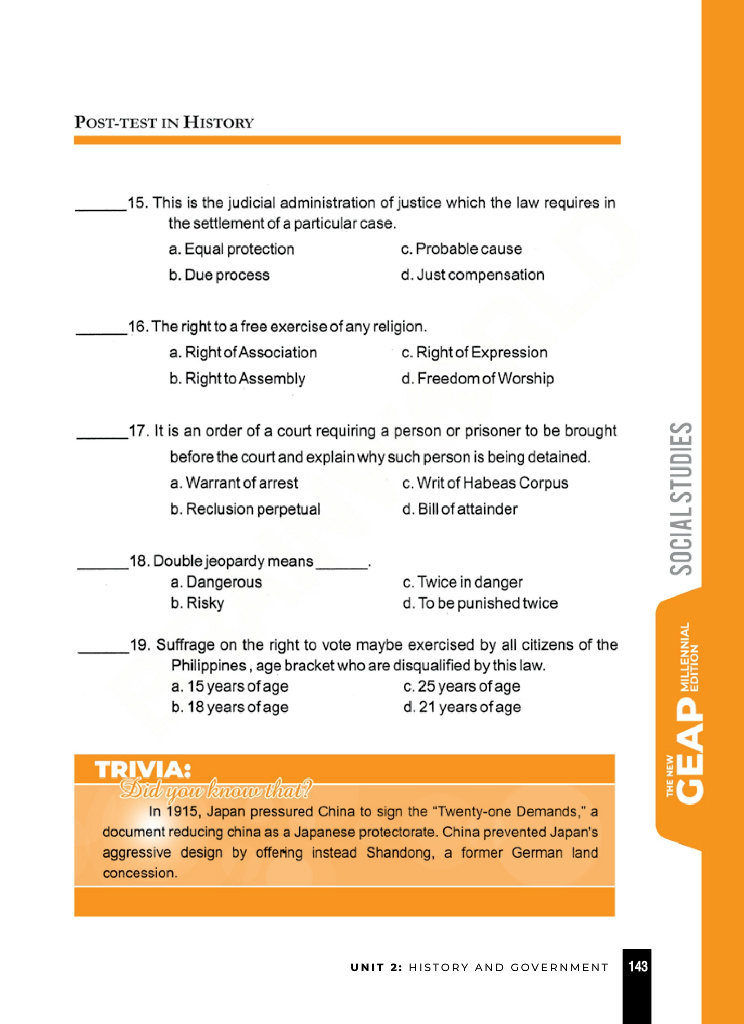 POST-TEST IN HISTORY
______15. This is the judicial administration of justice which the law requires in
the settlement of a particular case.
a. Equal protection c. Probable cause
b. Due process d. Just compensation
______16. The right to a free exercise of any religion.
a. Right of Association c. Right of Expression
b. Right to Assembly d. Freedom of Worship
______17. It is an order of a court requiring a person or prisoner to be brought
before the court and explain why such person is being detained.
a. Warrant of arrest c. Writ of Habeas Corpus
b. Reclusion perpetual d. Bill of attainder
______18. Double jeopardy means______.
a. Dangerous c. Twice in danger
b. Risky d. To be punished twice
______19. Suffrage on the right to vote maybe exercised by all citizens of the
Philippines, age bracket who are disqualified by this law.
a. 15 years of age c. 25 years of age
b. 18 years of age d. 21 years of age
TRIVIA:
Did you know that?
In 1915, Japan pressured China to sign the "Twenty-one Demands," a
document reducing china as a Japanese protectorate. China prevented Japan's
aggressive design by offering instead Shandong, a former German land
concession.
SOCIAL STUDIES
THE NEW
GEAP
MILLENNIAL
EDITION
UNIT 2: HISTORY AND GOVERNMENT 143